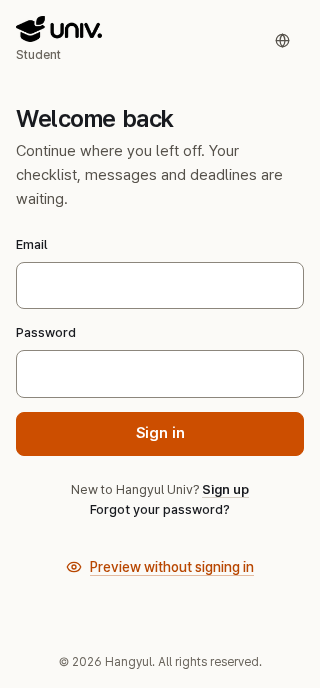 UNIV.
Student
Welcome back
Continue where you left off. Your
checklist, messages and deadlines are
waiting.
Email
Password
Sign in
New to Hangyul Univ? Sign up
Forgot your password?
Preview without signing in
© 2026 Hangyul. All rights reserved.